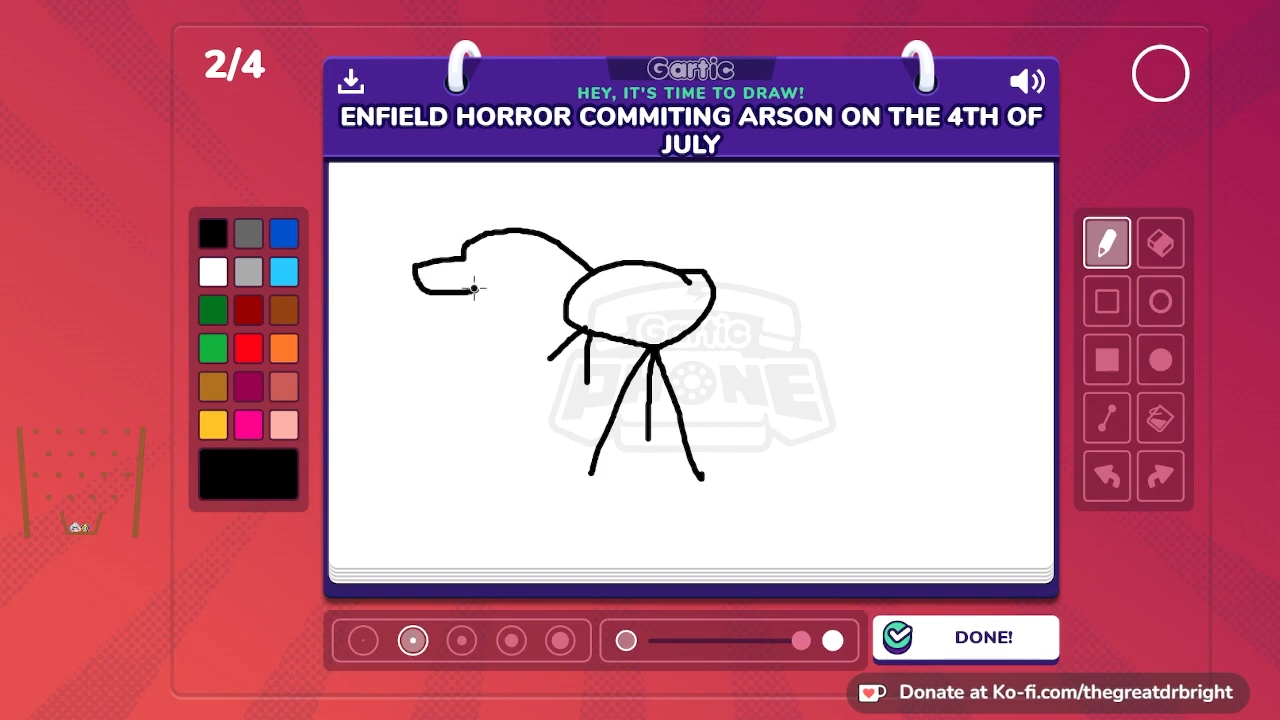 2/4
Gartic
HEY, IT'S TIME TO DRAW!
ENFIELD HORROR COMMITING ARSON ON THE 4TH OF
JULY
Gartic
PHONE
DONE!
Donate at Ko-fi.com/thegreatdrbright